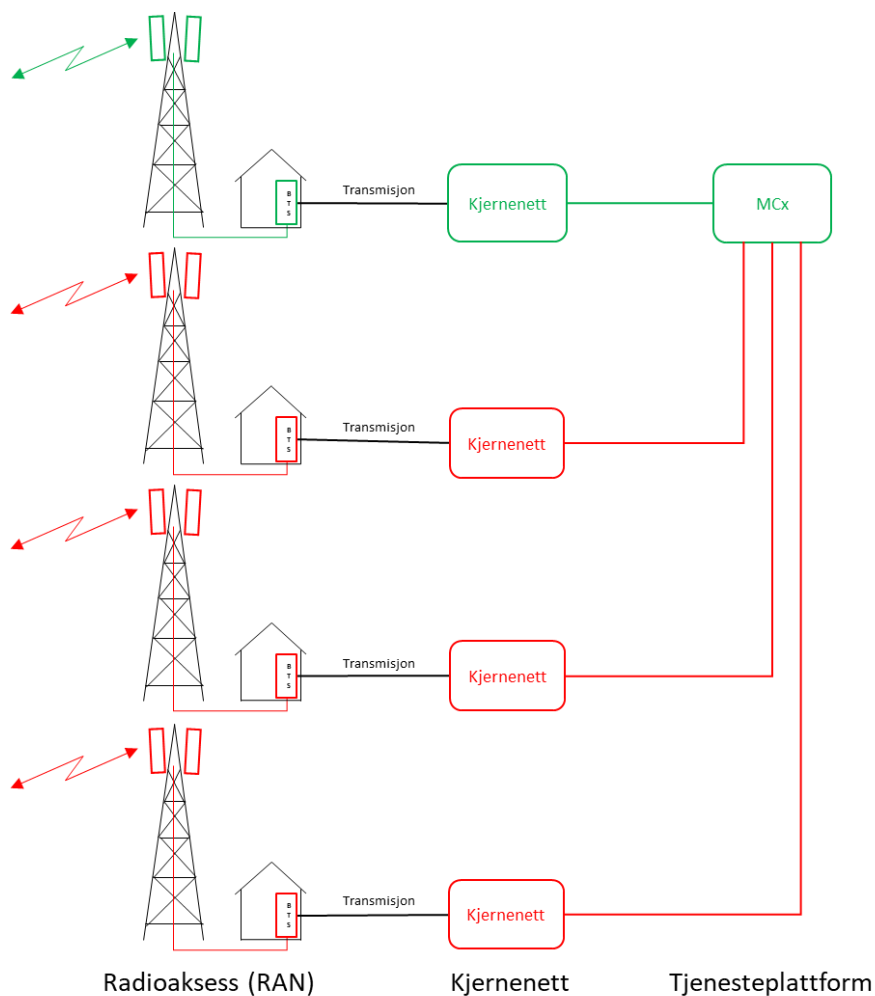 Transmisjon
B
T
S
Kjernenett
MCx
Transmisjon
B
T
S
Kjernenett
Transmisjon
B
T
S
Kjernenett
Transmisjon
B
T
S
Kjernenett
Radioaksess (RAN)
Kjernenett
Tjenesteplattform